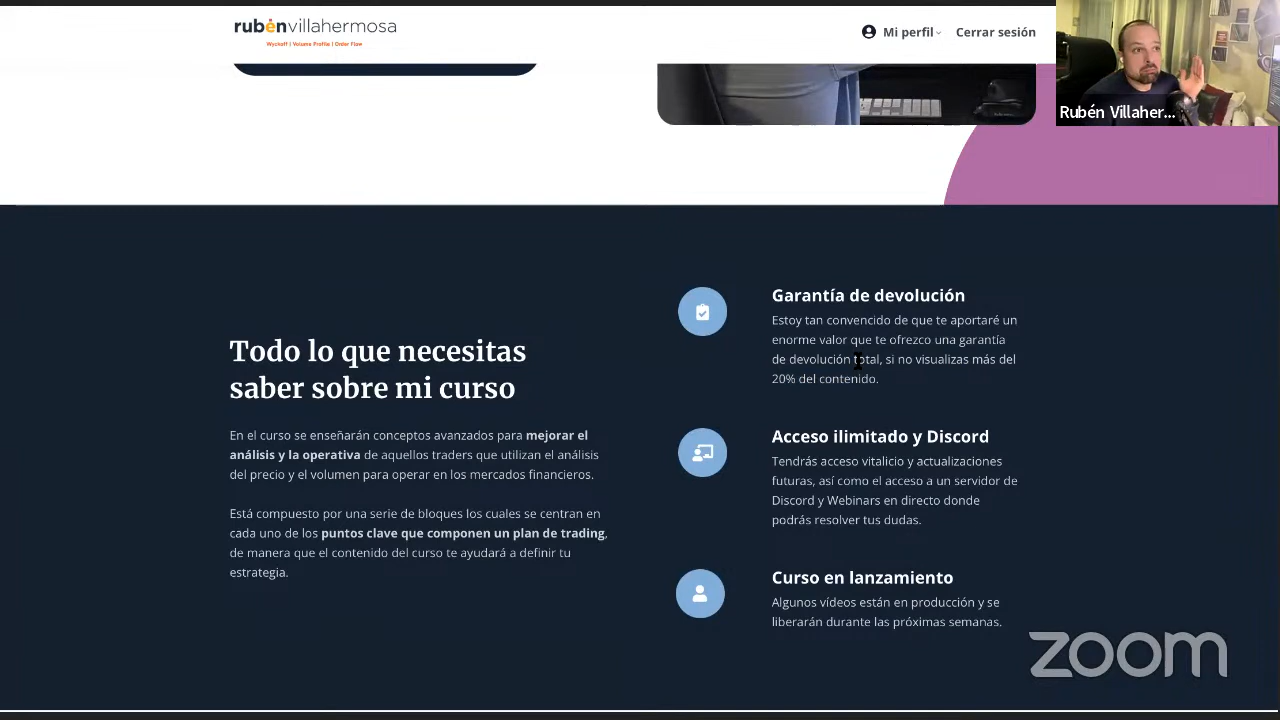 rubénvillahermosa
Wyckoff | Volume Profile | Order Flow
Mi perfil
Cerrar sesión
Rubén Villaher...
Todo lo que necesitas
saber sobre mi curso
En el curso se enseñarán conceptos avanzados para mejorar el
análisis y la operativa de aquellos traders que utilizan el análisis
del precio y el volumen para operar en los mercados financieros.
Está compuesto por una serie de bloques los cuales se centran en
cada uno de los puntos clave que componen un plan de trading,
de manera que el contenido del curso te ayudará a definir tu
estrategia.
Garantía de devolución
Estoy tan convencido de que te aportaré un
enorme valor que te ofrezco una garantía
de devolución total, si no visualizas más del
20% del contenido.
Acceso ilimitado y Discord
Tendrás acceso vitalicio y actualizaciones
futuras, así como el acceso a un servidor de
Discord y Webinars en directo donde
podrás resolver tus dudas.
Curso en lanzamiento
Algunos vídeos están en producción y se
liberarán durante las próximas semanas.
zoom